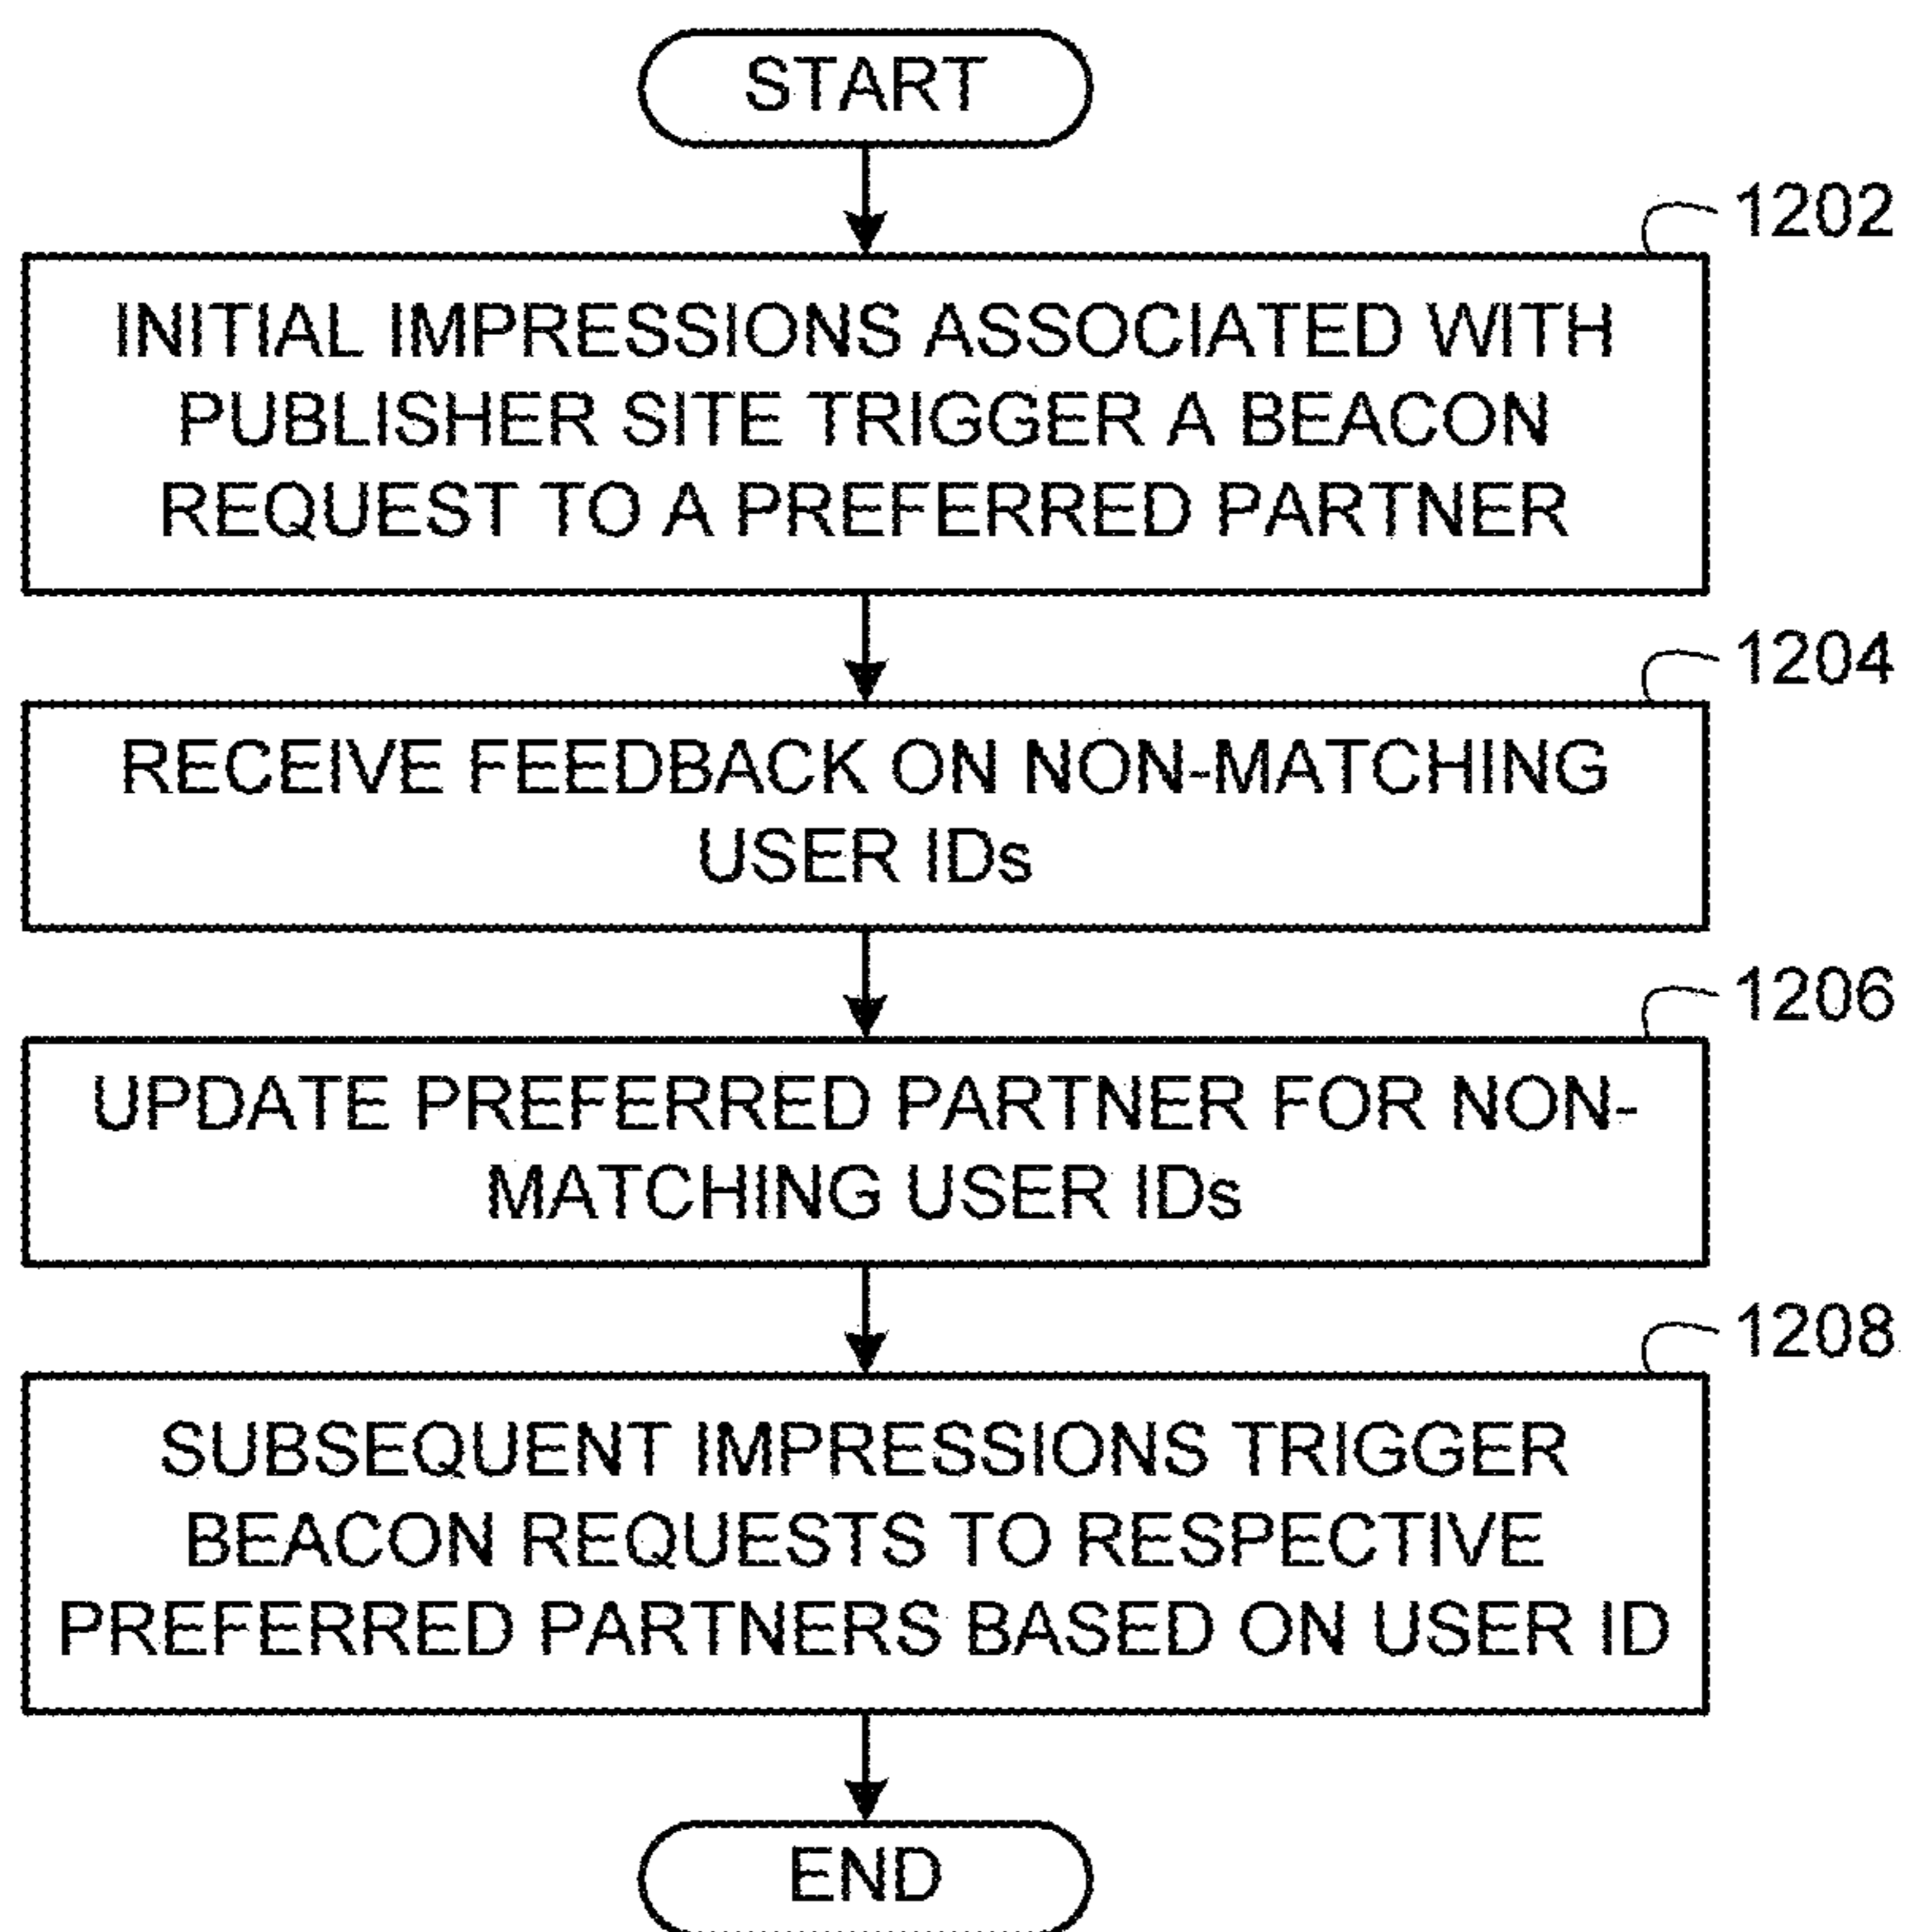 START
1202
INITIAL IMPRESSIONS ASSOCIATED WITH
PUBLISHER SITE TRIGGER A BEACON
REQUEST TO A PREFERRED PARTNER
1204
RECEIVE FEEDBACK ON NON-MATCHING
USER IDs
1206
UPDATE PREFERRED PARTNER FOR NON-
MATCHING USER IDs
1208
SUBSEQUENT IMPRESSIONS TRIGGER
BEACON REQUESTS TO RESPECTIVE
PREFERRED PARTNERS BASED ON USER ID
END